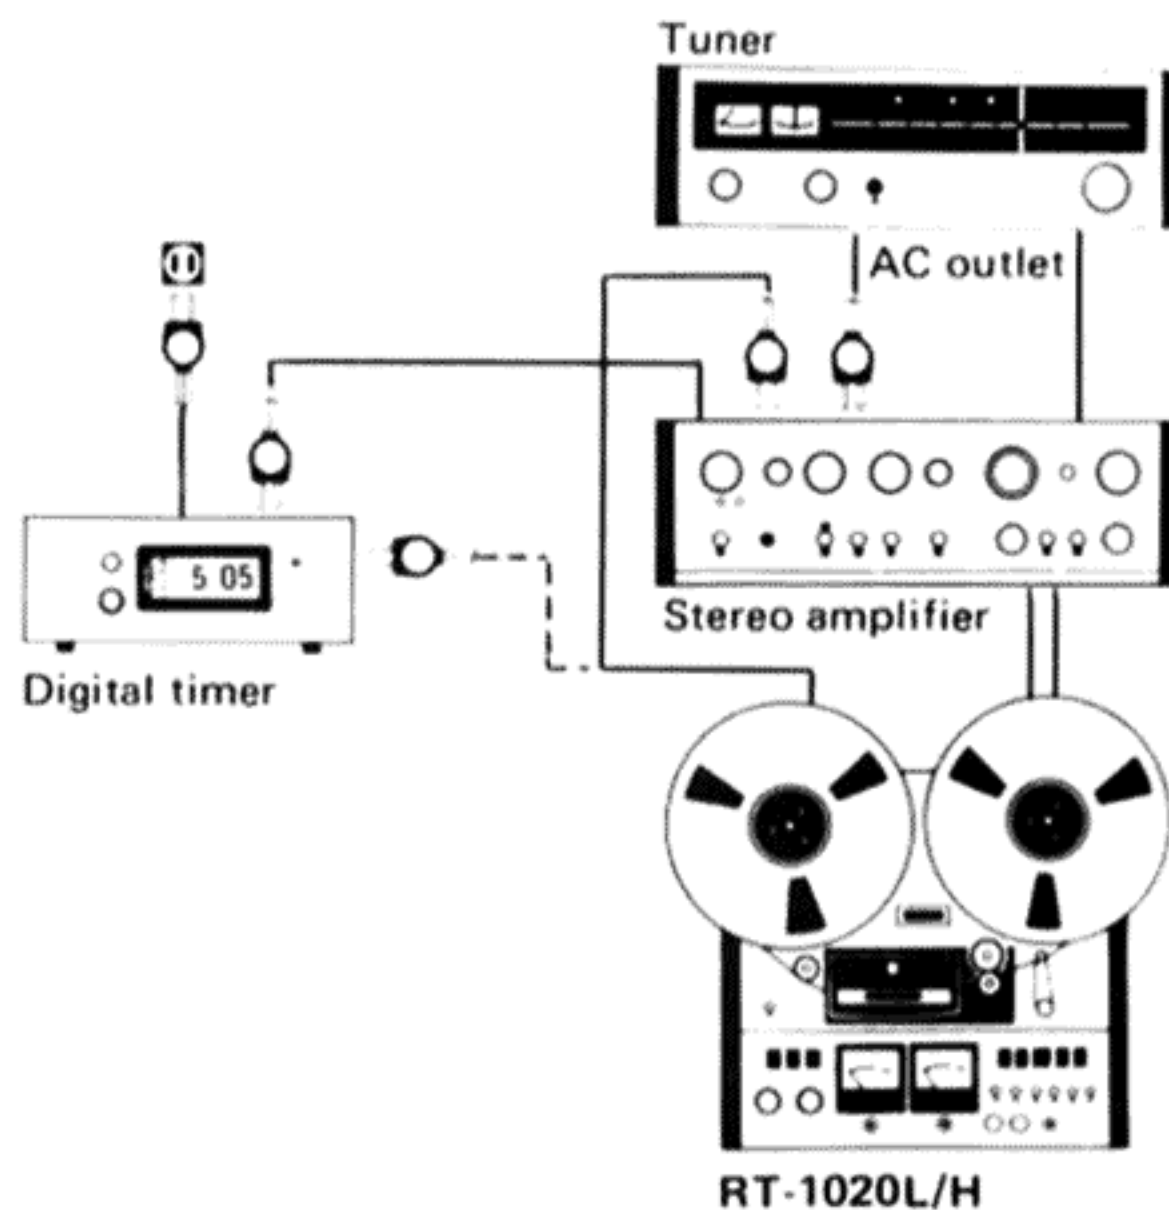 Tuner
AC outlet
5 05
Stereo amplifier
Digital timer
RT-1020L/H